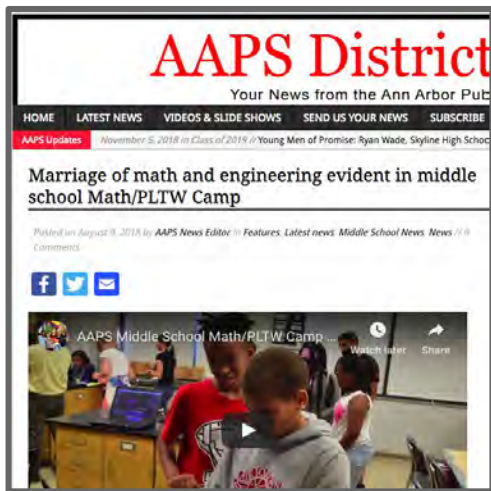 AAPS District
Your News from the Ann Arbor Pub
HOME LATEST NEWS VIDEOS & SLIDE SHOWS SEND US YOUR NEWS SUBSCRIBE
AAPS Updates November 5, 2018 in Class of 2019 // Young Men of Promise: Ryan Wade, Skyline High Schoo
Marriage of math and engineering evident in middle
school Math/PLTW Camp
Posted on August 9, 2018 by AAPS News Editor in Features, Latest news, Middle School News, News //
Comments
AAPS Middle School Math/PLTW Camp ...
Watch later Share